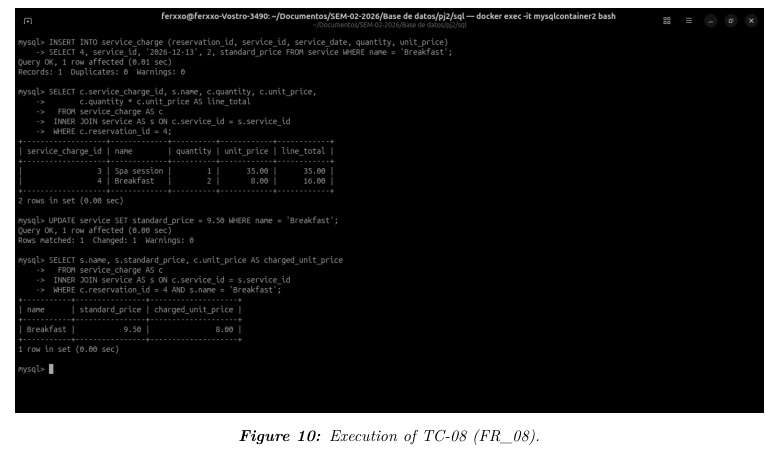 ferxxo@ferxxo-Vostro-3490: ~/Documentos/SEM-02-2026/Base de datos/pj2/sql — docker exec -it mysqlcontainer2 bash
~/Documentos/SEM-02-2026/Base de datos/pj2/sql
mysql> INSERT INTO service_charge (reservation_id, service_id, service_date, quantity, unit_price)
    -> SELECT 4, service_id, '2026-12-13', 2, standard_price FROM service WHERE name = 'Breakfast';
Query OK, 1 row affected (0.01 sec)
Records: 1  Duplicates: 0  Warnings: 0
mysql> SELECT c.service_charge_id, s.name, c.quantity, c.unit_price,
    ->        c.quantity * c.unit_price AS line_total
    ->   FROM service_charge AS c
    ->  INNER JOIN service AS s ON c.service_id = s.service_id
    ->  WHERE c.reservation_id = 4;
+-------------------+-------------+----------+------------+------------+
| service_charge_id | name        | quantity | unit_price | line_total |
+-------------------+-------------+----------+------------+------------+
|                 3 | Spa session |        1 |      35.00 |      35.00 |
|                 4 | Breakfast   |        2 |       8.00 |      16.00 |
+-------------------+-------------+----------+------------+------------+
2 rows in set (0.00 sec)
mysql> UPDATE service SET standard_price = 9.50 WHERE name = 'Breakfast';
Query OK, 1 row affected (0.00 sec)
Rows matched: 1  Changed: 1  Warnings: 0
mysql> SELECT s.name, s.standard_price, c.unit_price AS charged_unit_price
    ->   FROM service_charge AS c
    ->  INNER JOIN service AS s ON c.service_id = s.service_id
    ->  WHERE c.reservation_id = 4 AND s.name = 'Breakfast';
+-----------+----------------+--------------------+
| name      | standard_price | charged_unit_price |
+-----------+----------------+--------------------+
| Breakfast |           9.50 |               8.00 |
+-----------+----------------+--------------------+
1 row in set (0.00 sec)
mysql>
Figure 10: Execution of TC-08 (FR_08).